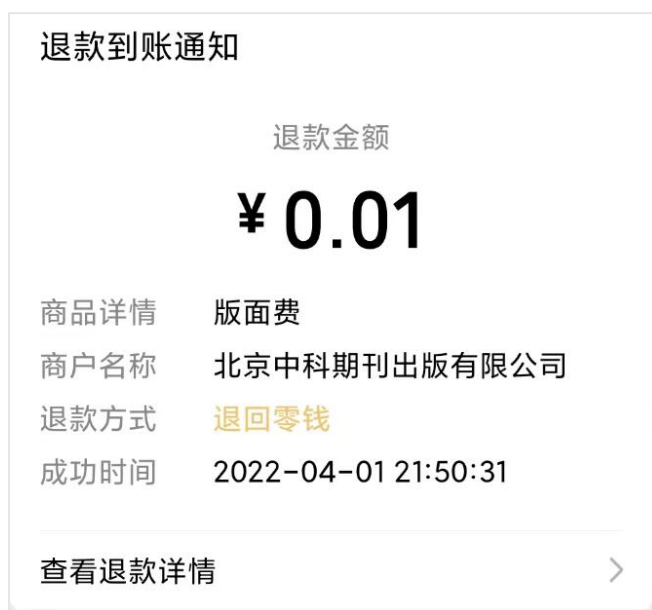 退款到账通知
退款金额
¥ 0.01
商品详情 版面费
商户名称 北京中科期刊出版有限公司
退款方式 退回零钱
成功时间 2022-04-01 21:50:31
查看退款详情